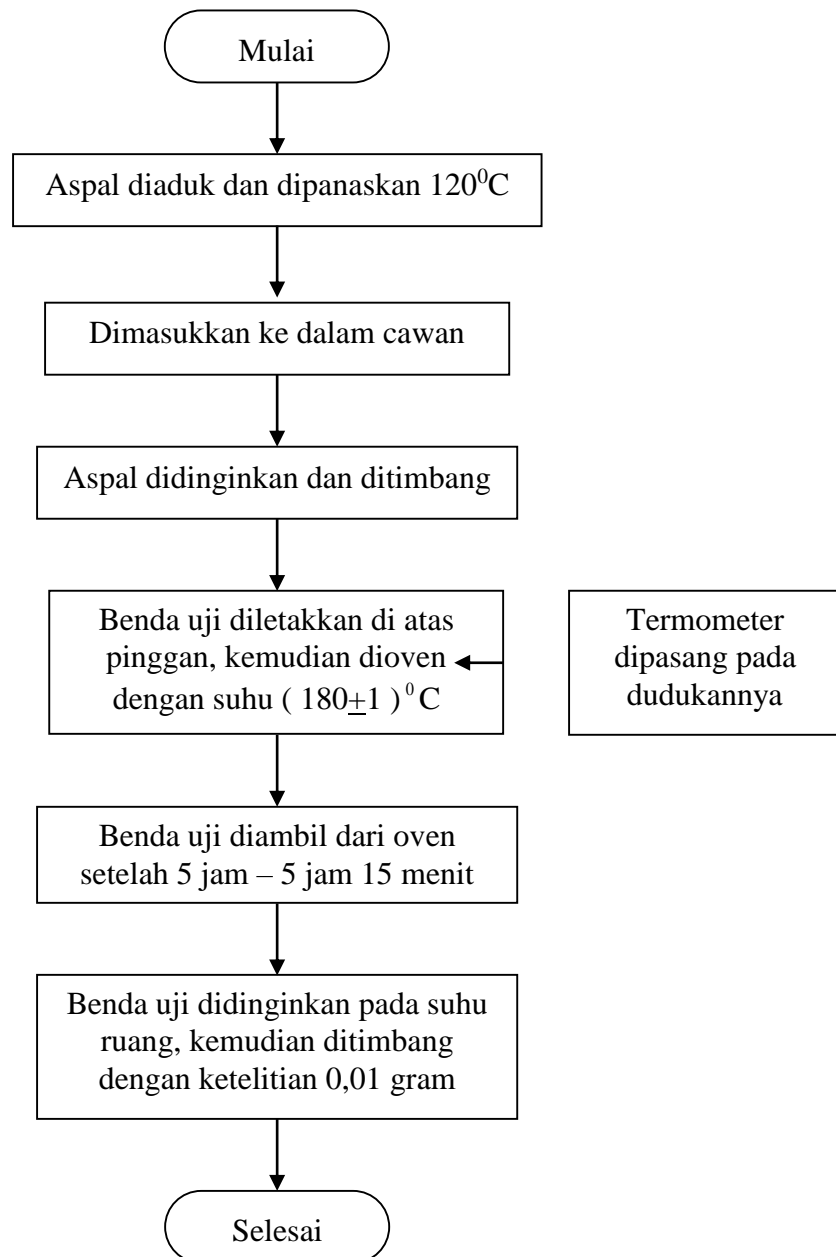 Mulai
Aspal diaduk dan dipanaskan 120⁰C
Dimasukkan ke dalam cawan
Aspal didinginkan dan ditimbang
Benda uji diletakkan di atas
pinggan, kemudian dioven
dengan suhu ( 180±1 ) ⁰ C
Termometer
dipasang pada
dudukannya
Benda uji diambil dari oven
setelah 5 jam – 5 jam 15 menit
Benda uji didinginkan pada suhu
ruang, kemudian ditimbang
dengan ketelitian 0,01 gram
Selesai